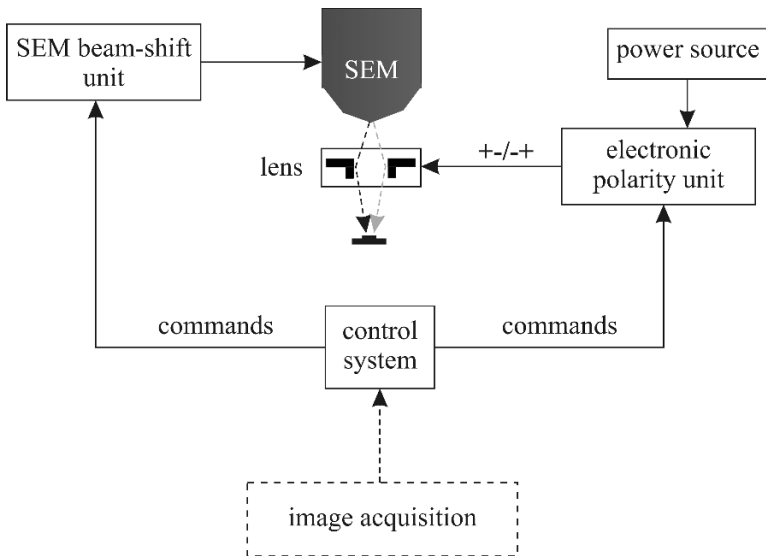 SEM beam-shift
unit
SEM
power source
lens
+-/-+
electronic
polarity unit
commands
control
system
commands
image acquisition